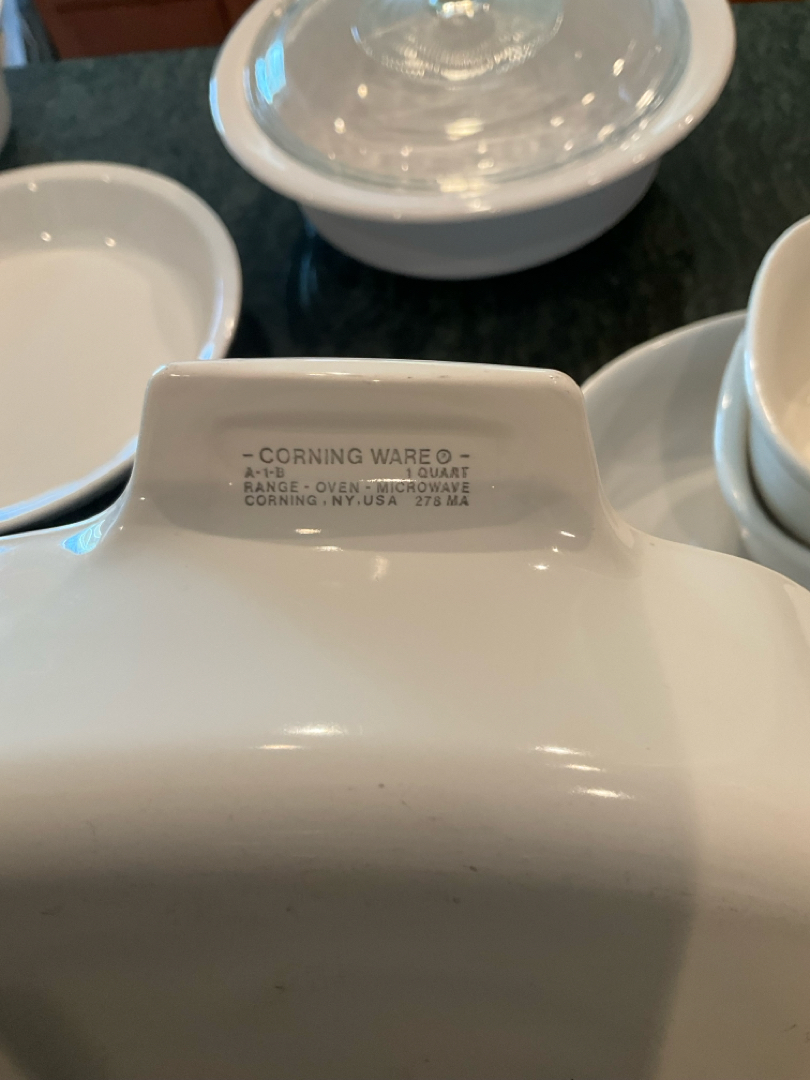 - CORNING WARE ® -
A-1-B 1 QUART
RANGE - OVEN - MICROWAVE
CORNING, NY, USA 278 MA